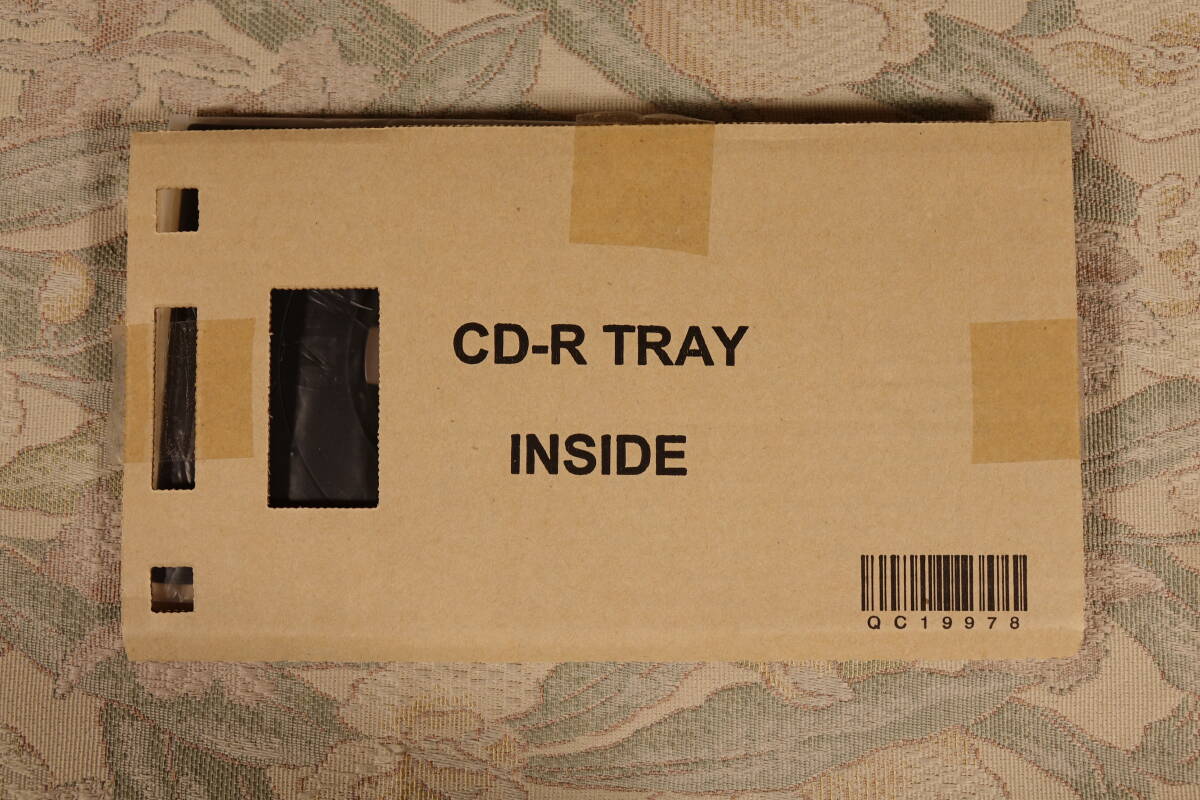 CD-R TRAY
INSIDE
QC19978